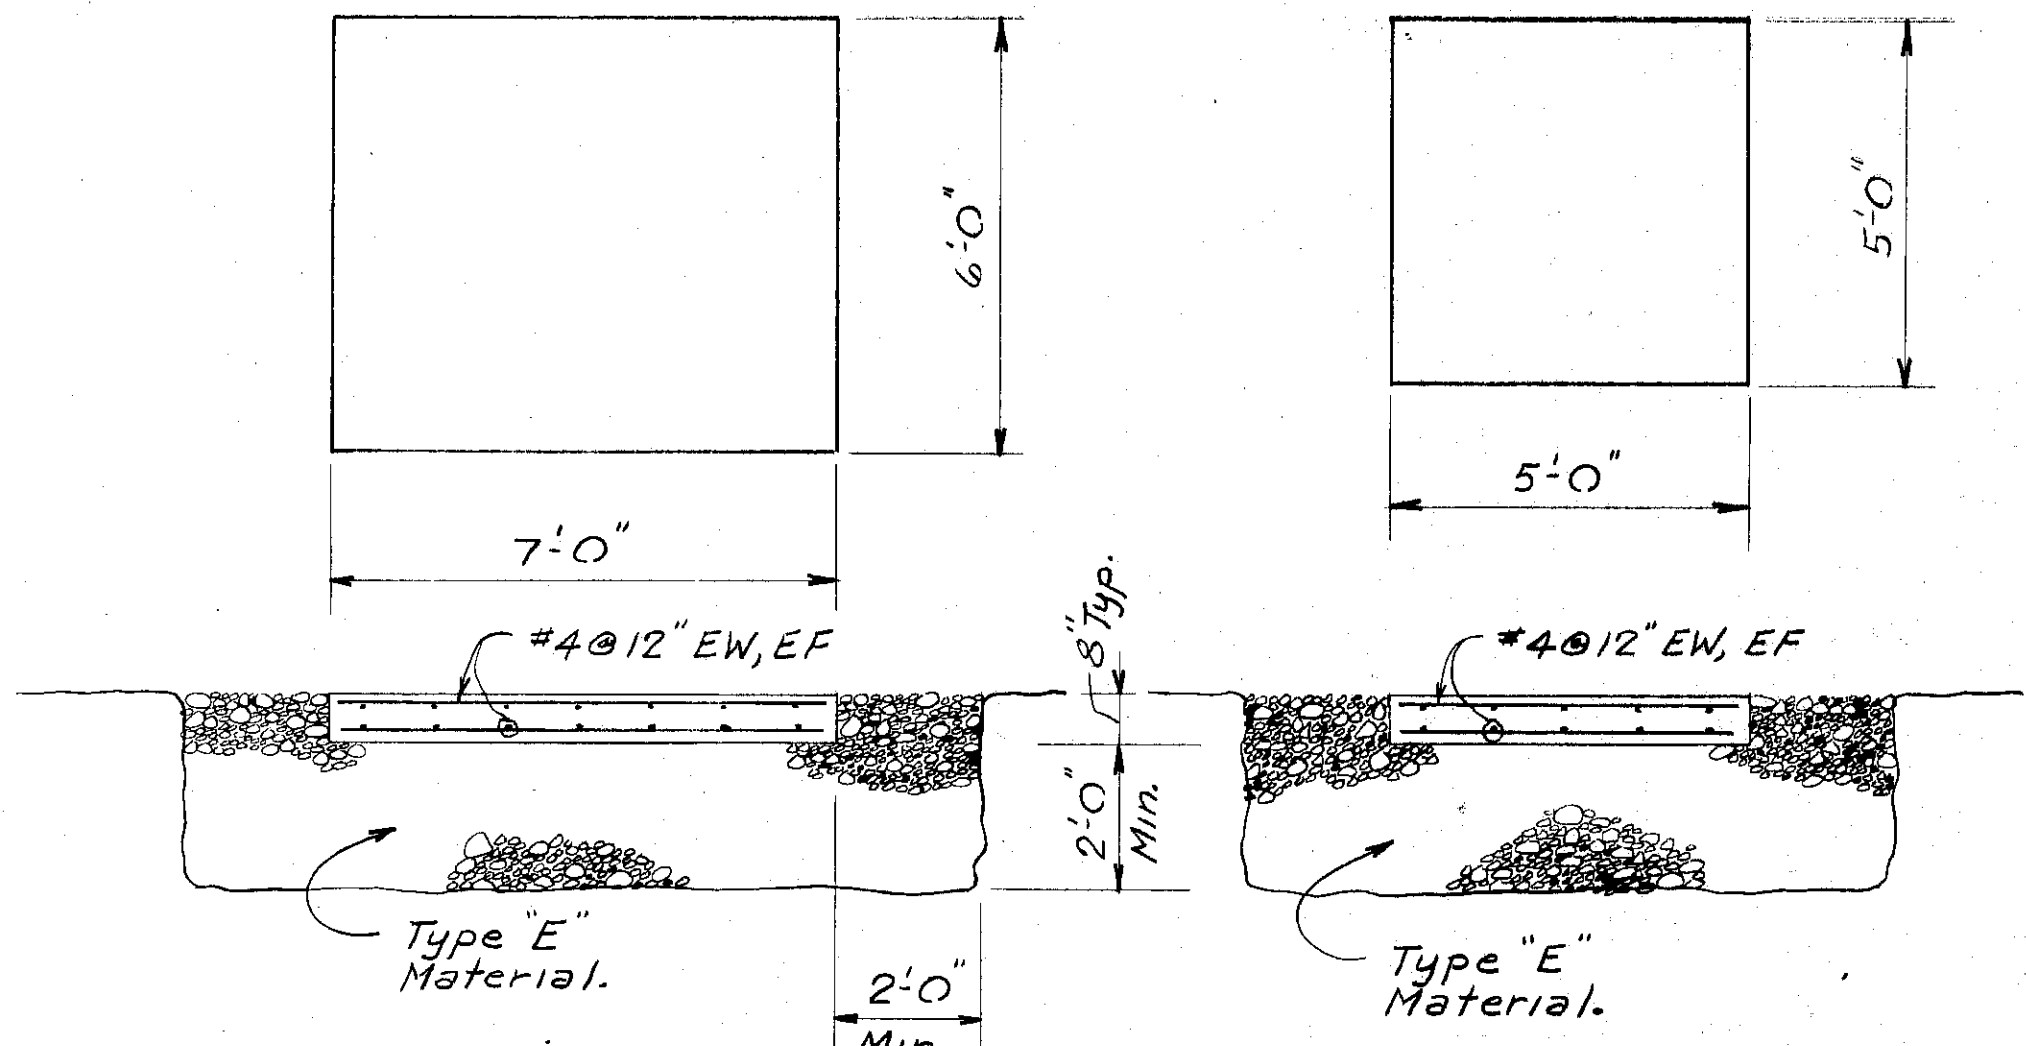 6'-0"
5'-0"
5'-0"
7'-0"
8" Typ.
#4@12" EW, EF
#4@12" EW, EF
2'-0"
Min.
Type "E"
Material.
Type "E"
Material.
2'-0"
Min